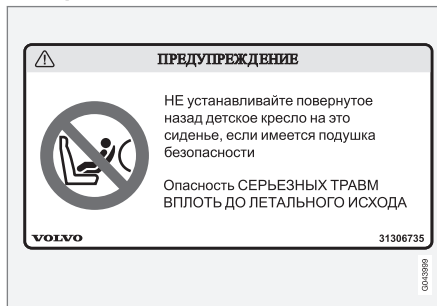 ПРЕДУПРЕЖДЕНИЕ
НЕ устанавливайте повернутое
назад детское кресло на это
сиденье, если имеется подушка
безопасности
Опасность СЕРЬЕЗНЫХ ТРАВМ
ВПЛОТЬ ДО ЛЕТАЛЬНОГО ИСХОДА
VOLVO 31306735
G043999